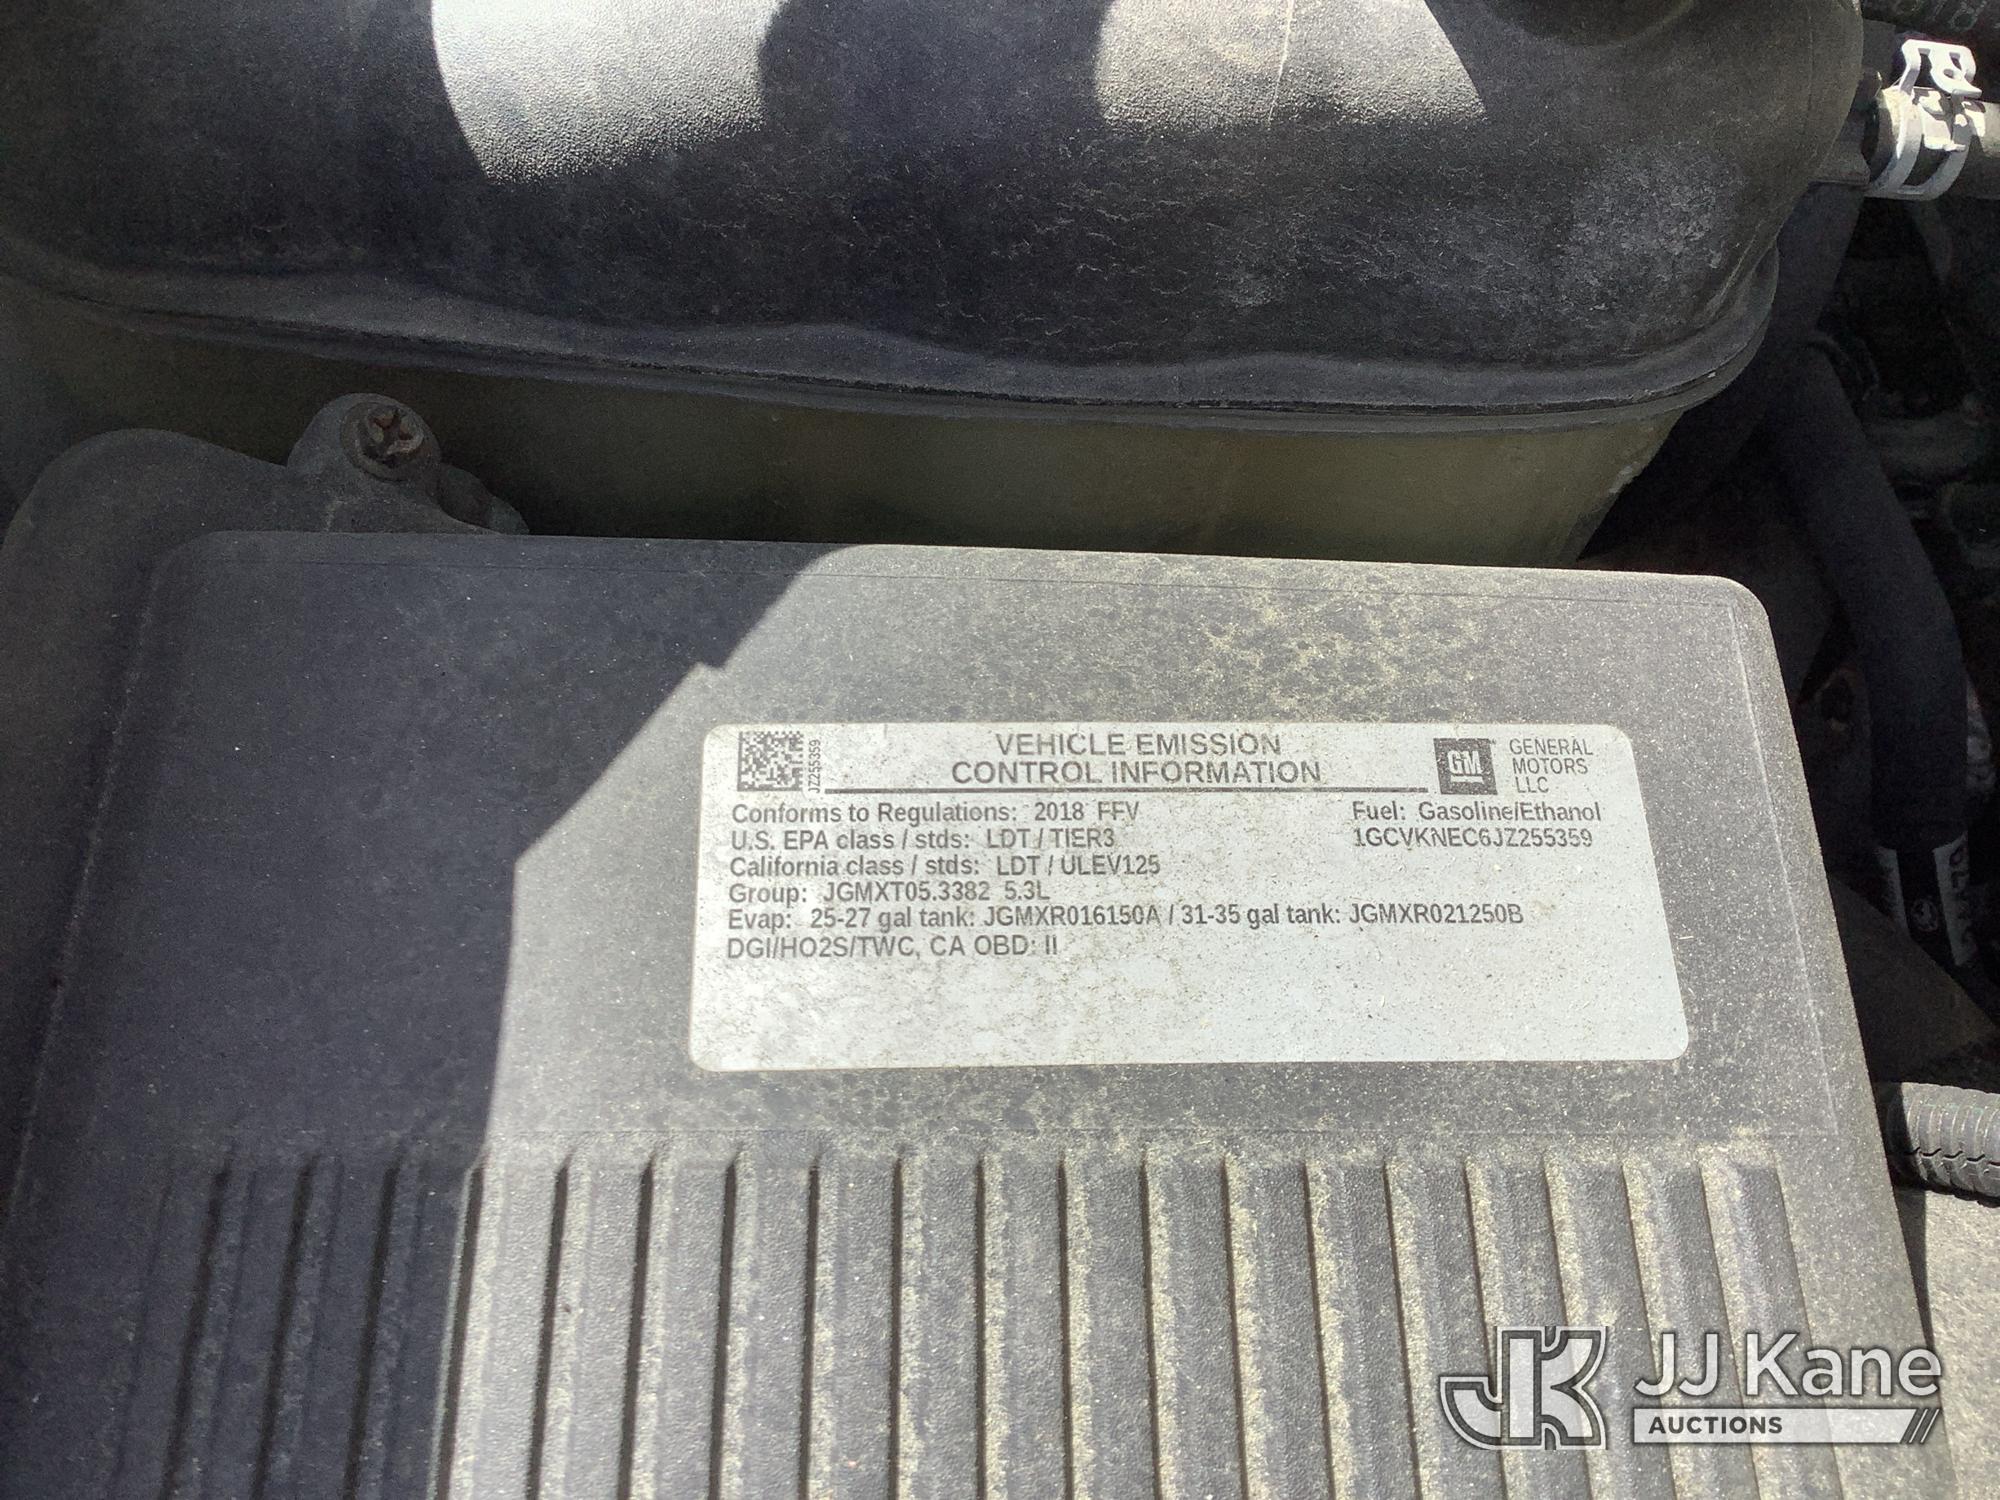 JZ255359
VEHICLE EMISSION
CONTROL INFORMATION
GM
GENERAL
MOTORS
LLC
Conforms to Regulations: 2018 FFV
Fuel: Gasoline/Ethanol
U.S. EPA class / stds: LDT / TIER3
1GCVKNEC6JZ255359
California class / stds: LDT / ULEV125
Group: JGMXT05.3382 5.3L
Evap: 25-27 gal tank: JGMXR016150A / 31-35 gal tank: JGMXR021250B
DGI/HO2S/TWC, CA OBD: II
JK
JJ Kane
AUCTIONS